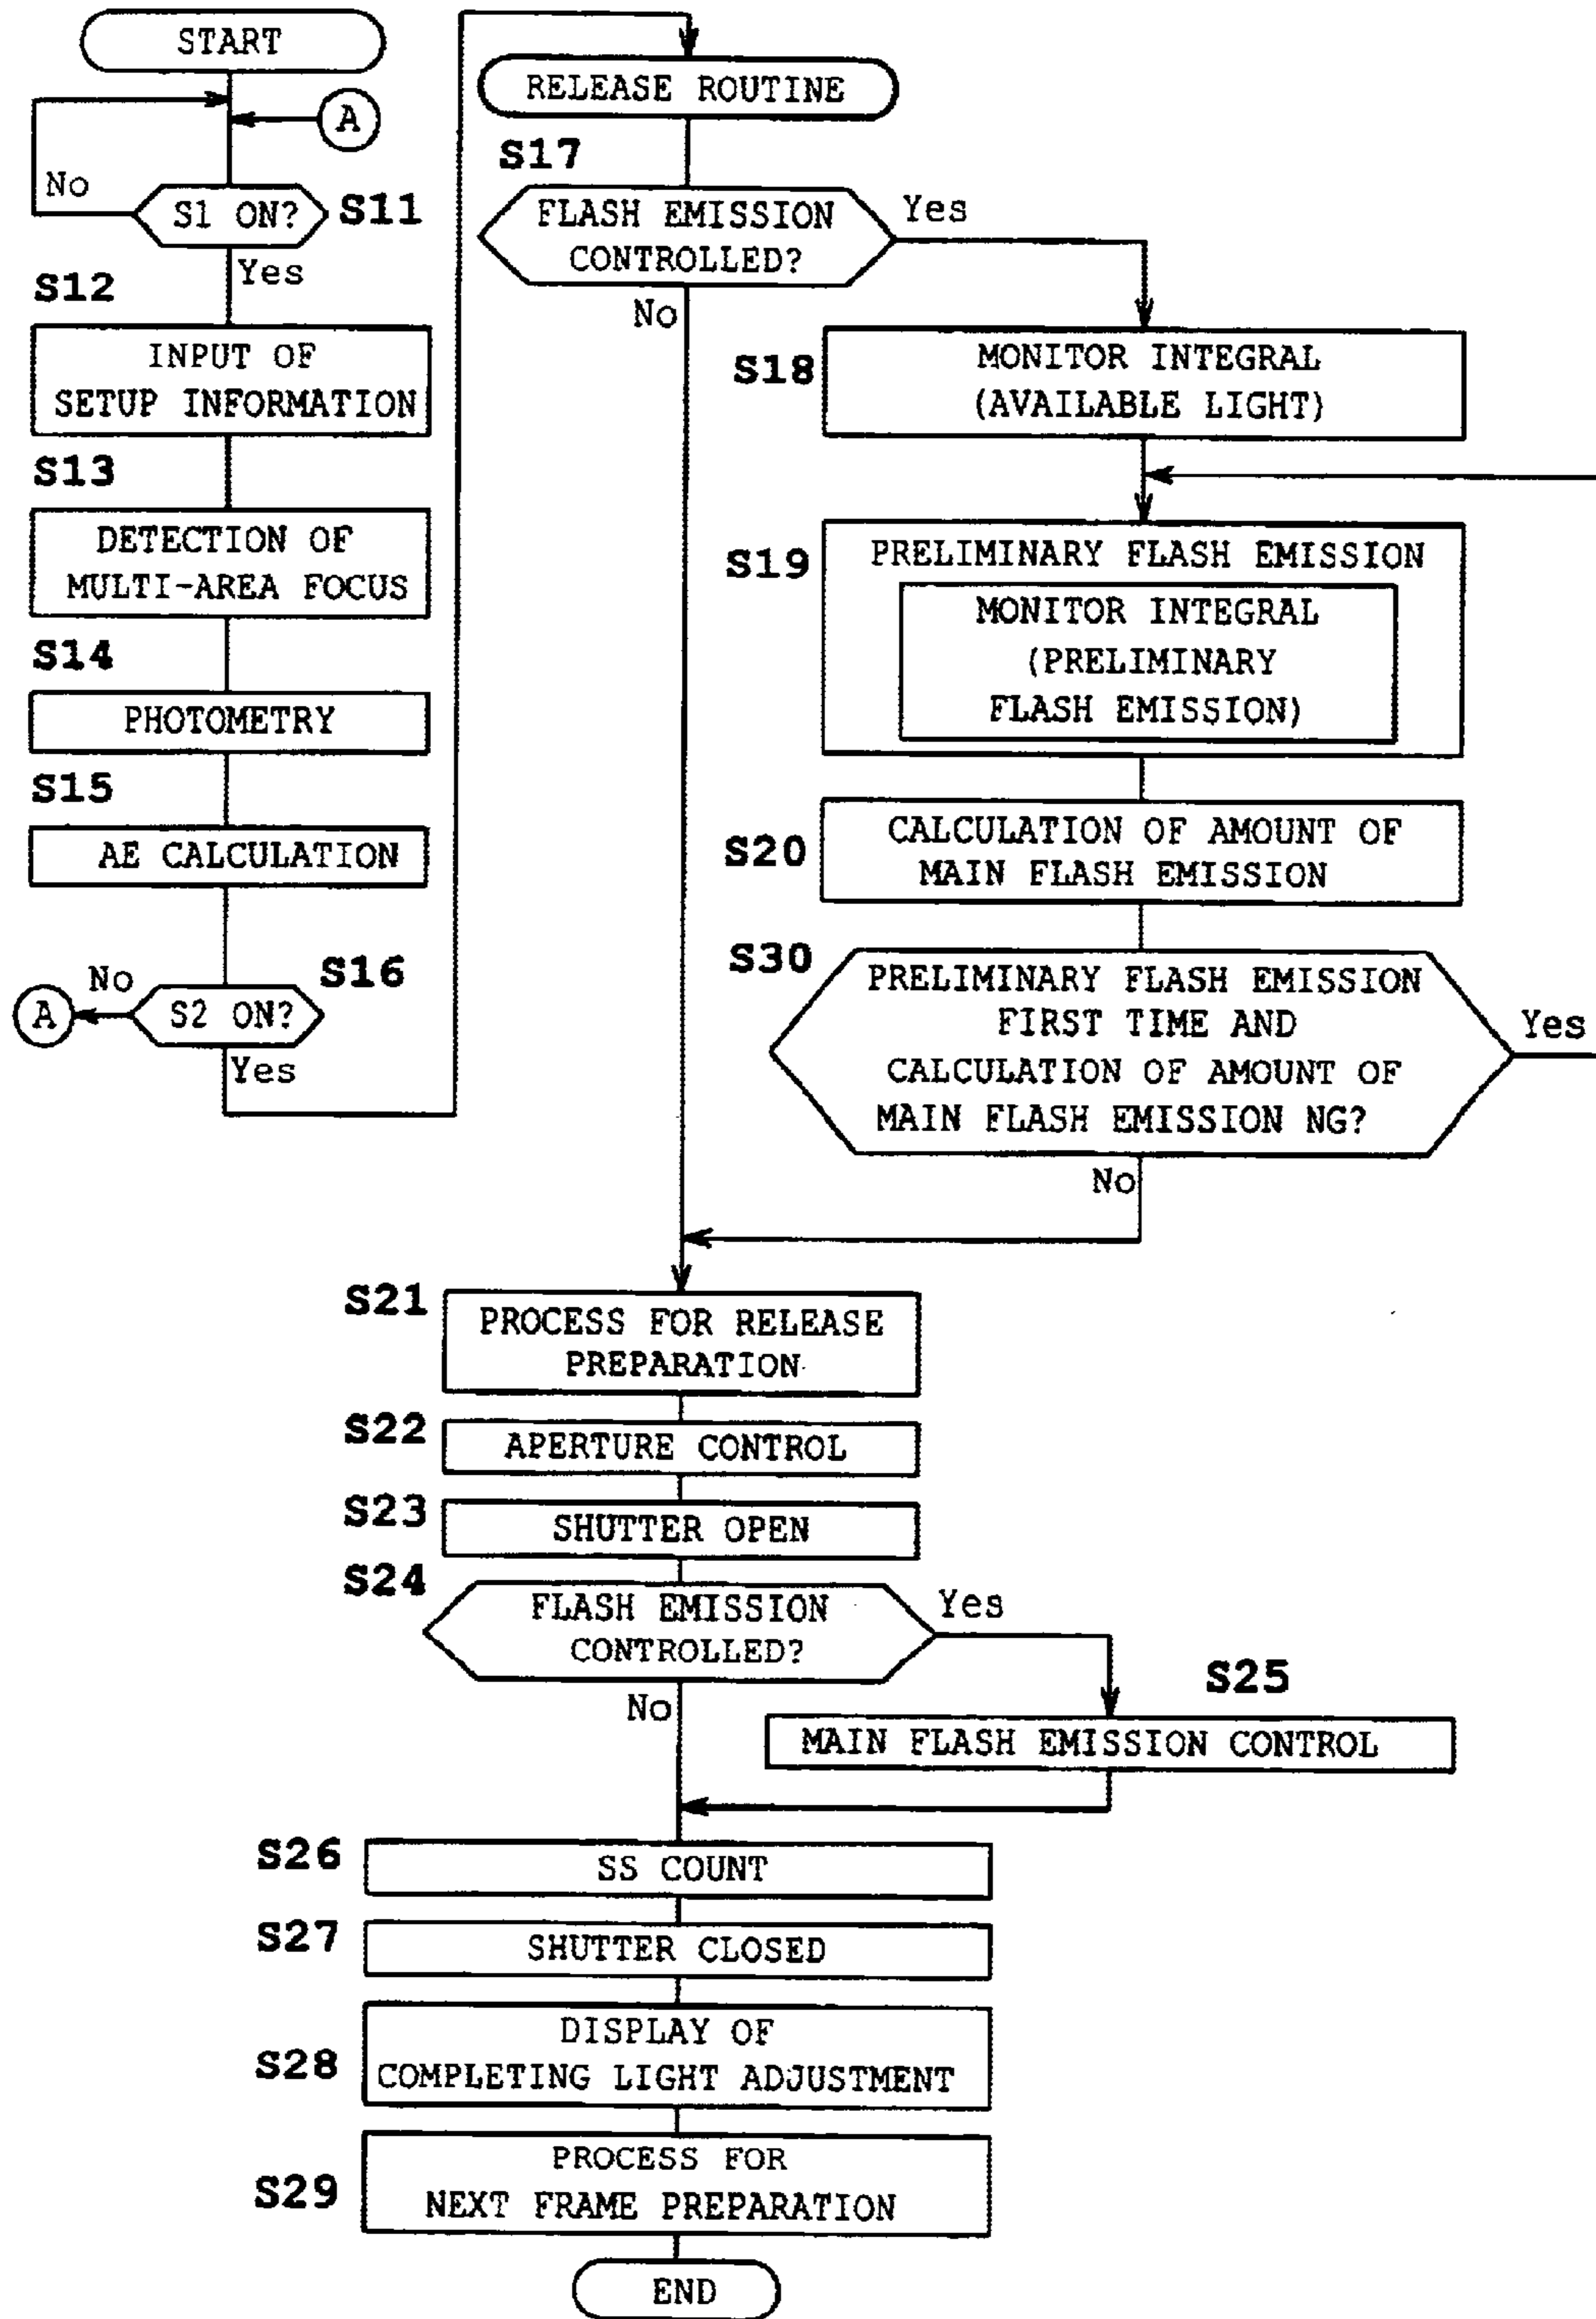 START
A
No
S1 ON?
S11
Yes
S12
INPUT OF
SETUP INFORMATION
S13
DETECTION OF
MULTI-AREA FOCUS
S14
PHOTOMETRY
S15
AE CALCULATION
S16
No
A
S2 ON?
Yes
RELEASE ROUTINE
S17
FLASH EMISSION
CONTROLLED?
Yes
No
S18
MONITOR INTEGRAL
(AVAILABLE LIGHT)
S19
PRELIMINARY FLASH EMISSION
MONITOR INTEGRAL
(PRELIMINARY
FLASH EMISSION)
S20
CALCULATION OF AMOUNT OF
MAIN FLASH EMISSION
S30
PRELIMINARY FLASH EMISSION
FIRST TIME AND
CALCULATION OF AMOUNT OF
MAIN FLASH EMISSION NG?
Yes
No
S21
PROCESS FOR RELEASE
PREPARATION
S22
APERTURE CONTROL
S23
SHUTTER OPEN
S24
FLASH EMISSION
CONTROLLED?
Yes
No
S25
MAIN FLASH EMISSION CONTROL
S26
SS COUNT
S27
SHUTTER CLOSED
S28
DISPLAY OF
COMPLETING LIGHT ADJUSTMENT
S29
PROCESS FOR
NEXT FRAME PREPARATION
END